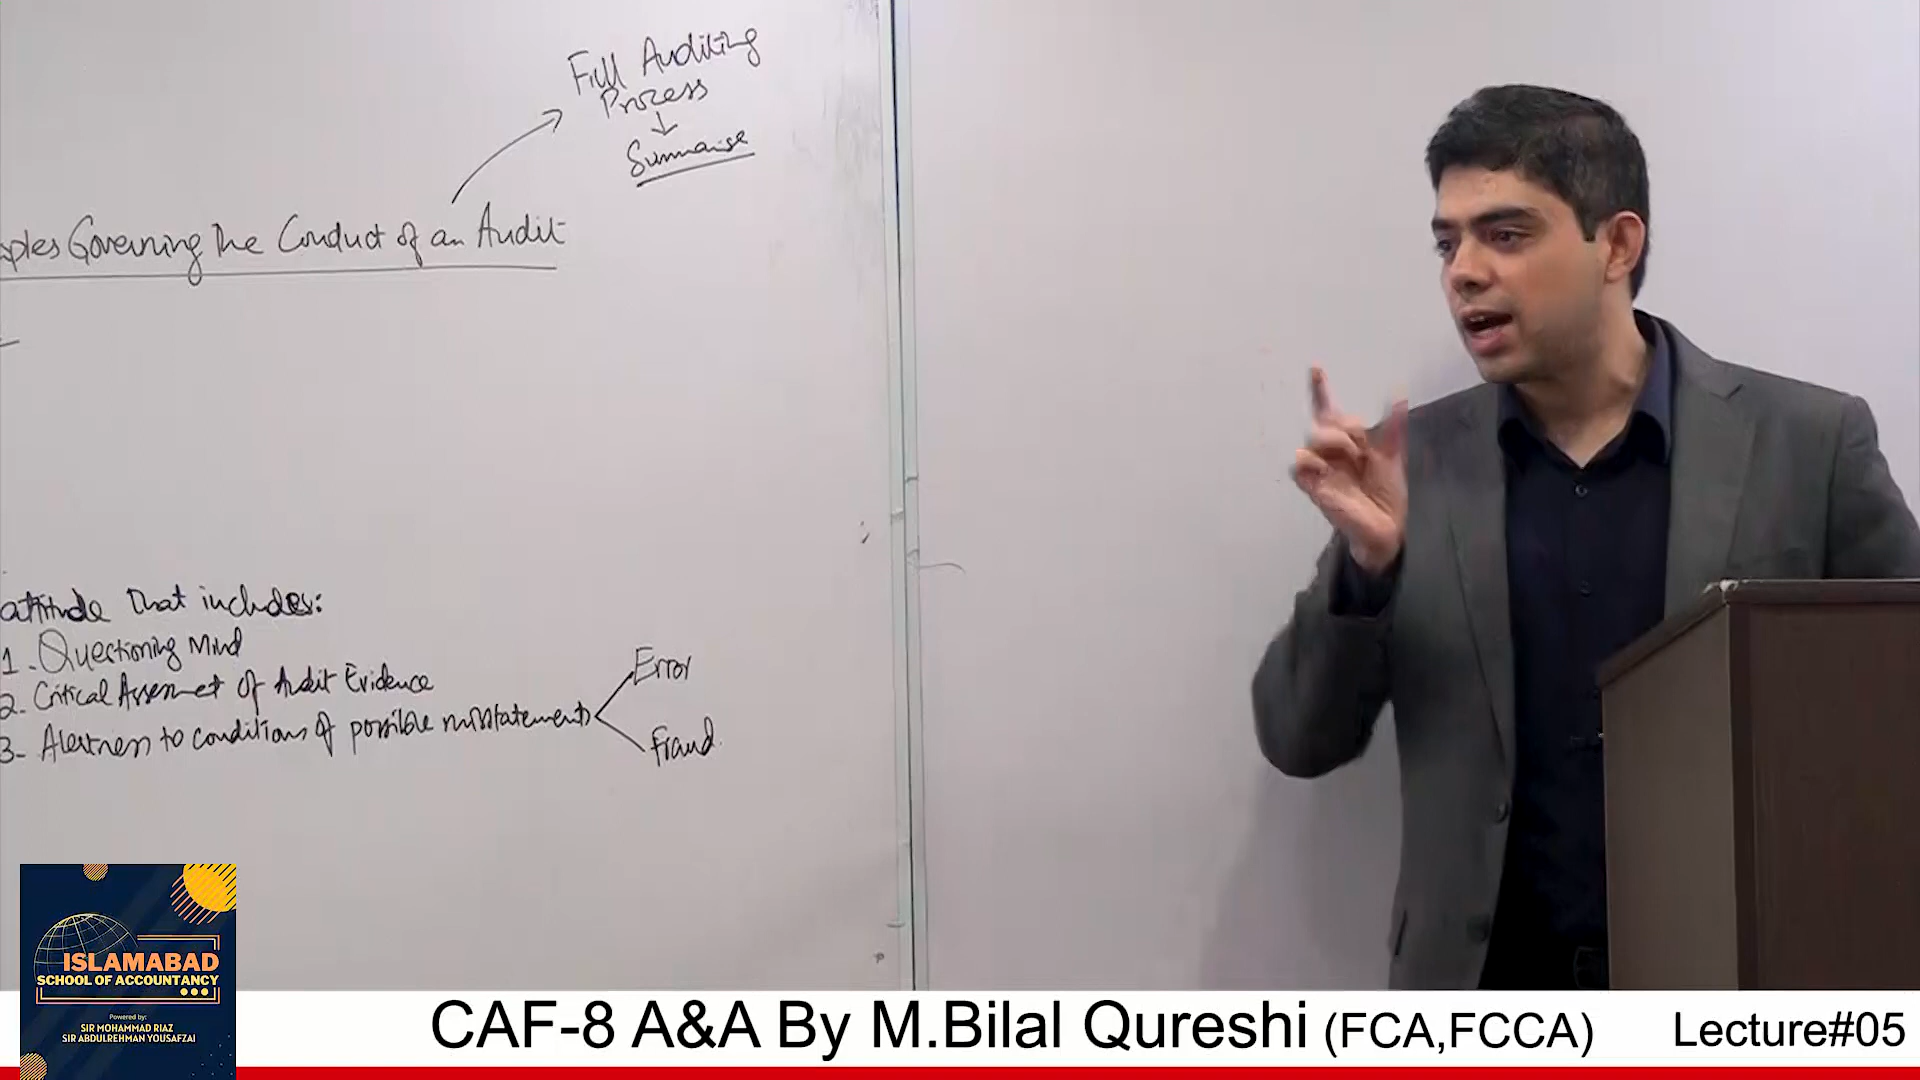 Full Auditing
Process
Summarise
Governing the Conduct of an Audit
attitude that includes:
1. Questioning Mind
2. Critical Assesmet of Audit Evidence
3- Alertness to conditions of possible misstatements
Error
fraud
ISLAMABAD
SCHOOL OF ACCOUNTANCY
Powered by:
SIR MOHAMMAD RIAZ
SIR ABDULREHMAN YOUSAFZAI
CAF-8 A&A By M.Bilal Qureshi (FCA,FCCA)
Lecture#05